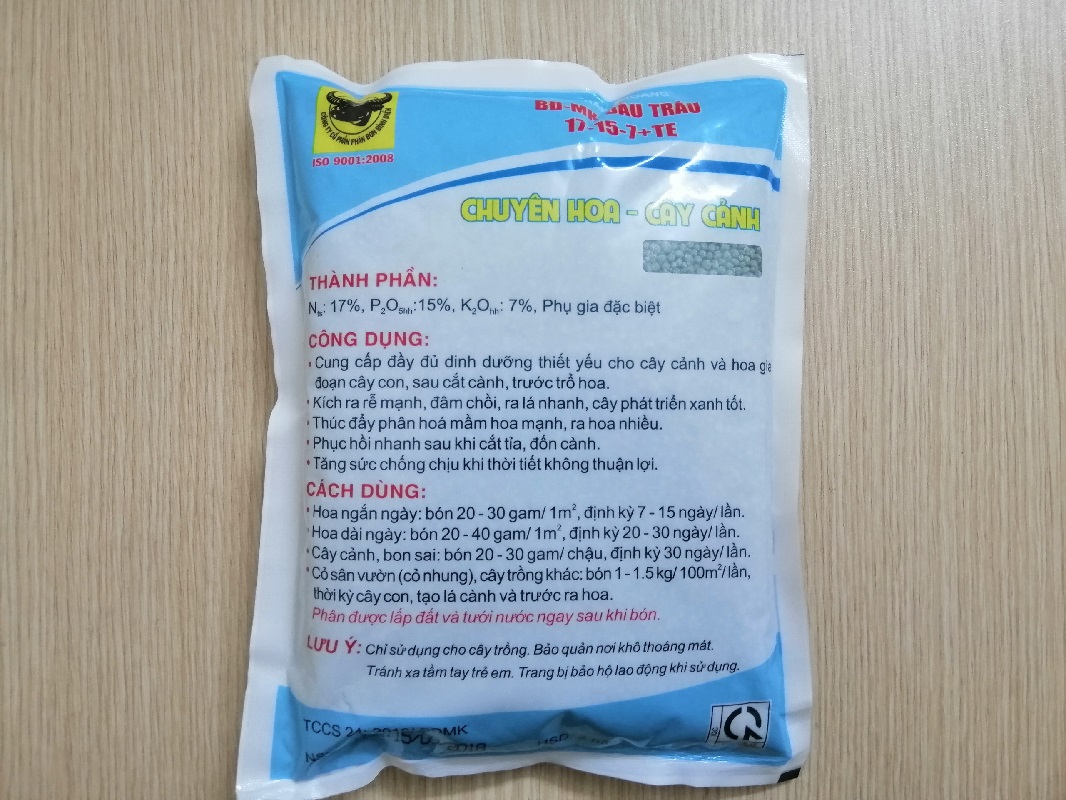 CÔNG TY CỔ PHẦN PHÂN BÓN BÌNH ĐIỀN
ISO 9001:2008
BD-MK ĐẦU TRÂU
17-15-7+TE
CHUYÊN HOA - CÂY CẢNH
THÀNH PHẦN:
Nts: 17%, P2O5hh:15%, K2Ohh: 7%, Phụ gia đặc biệt
CÔNG DỤNG:
• Cung cấp đầy đủ dinh dưỡng thiết yếu cho cây cảnh và hoa gia
đoạn cây con, sau cắt cành, trước trổ hoa.
• Kích ra rễ mạnh, đâm chồi, ra lá nhanh, cây phát triển xanh tốt.
• Thúc đẩy phân hoá mầm hoa mạnh, ra hoa nhiều.
• Phục hồi nhanh sau khi cắt tỉa, đốn cành.
• Tăng sức chống chịu khi thời tiết không thuận lợi.
CÁCH DÙNG:
• Hoa ngắn ngày: bón 20 - 30 gam/ 1m², định kỳ 7 - 15 ngày/ lần.
• Hoa dài ngày: bón 20 - 40 gam/ 1m², định kỳ 20 - 30 ngày/ lần.
• Cây cảnh, bon sai: bón 20 - 30 gam/ chậu, định kỳ 30 ngày/ lần.
• Cỏ sân vườn (cỏ nhung), cây trồng khác: bón 1 - 1.5 kg/ 100m²/ lần,
thời kỳ cây con, tạo lá cành và trước ra hoa.
Phân được lấp đất và tưới nước ngay sau khi bón.
LƯU Ý: Chỉ sử dụng cho cây trồng. Bảo quản nơi khô thoáng mát.
Tránh xa tầm tay trẻ em. Trang bị bảo hộ lao động khi sử dụng.
TCCS